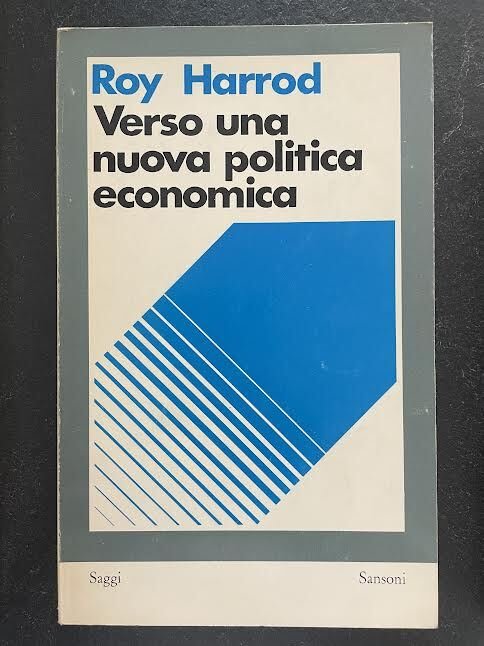 Roy Harrod
Verso una
nuova politica
economica
Saggi Sansoni